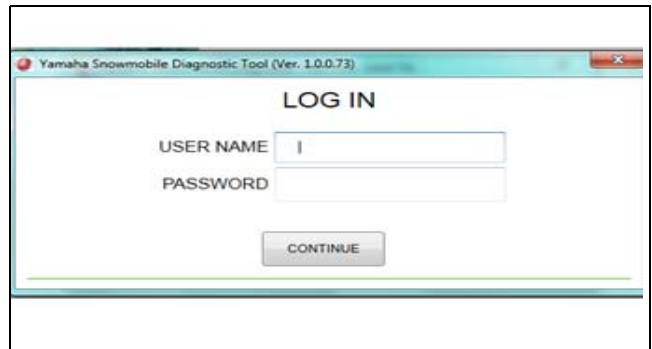 Yamaha Snowmobile Diagnostic Tool (Ver. 1.0.0.73)
LOG IN
USER NAME
PASSWORD
CONTINUE